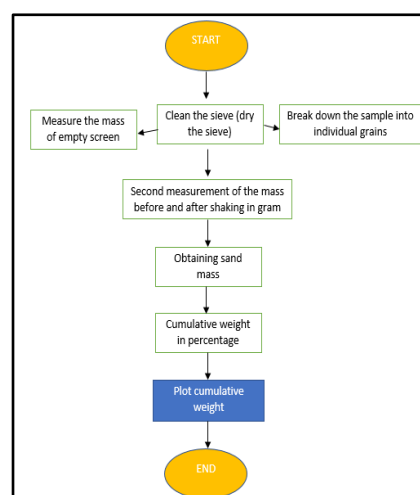 START
Measure the mass
of empty screen
Clean the sieve (dry
the sieve)
Break down the sample into
individual grains
Second measurement of the mass
before and after shaking in gram
Obtaining sand
mass
Cumulative weight
in percentage
Plot cumulative
weight
END